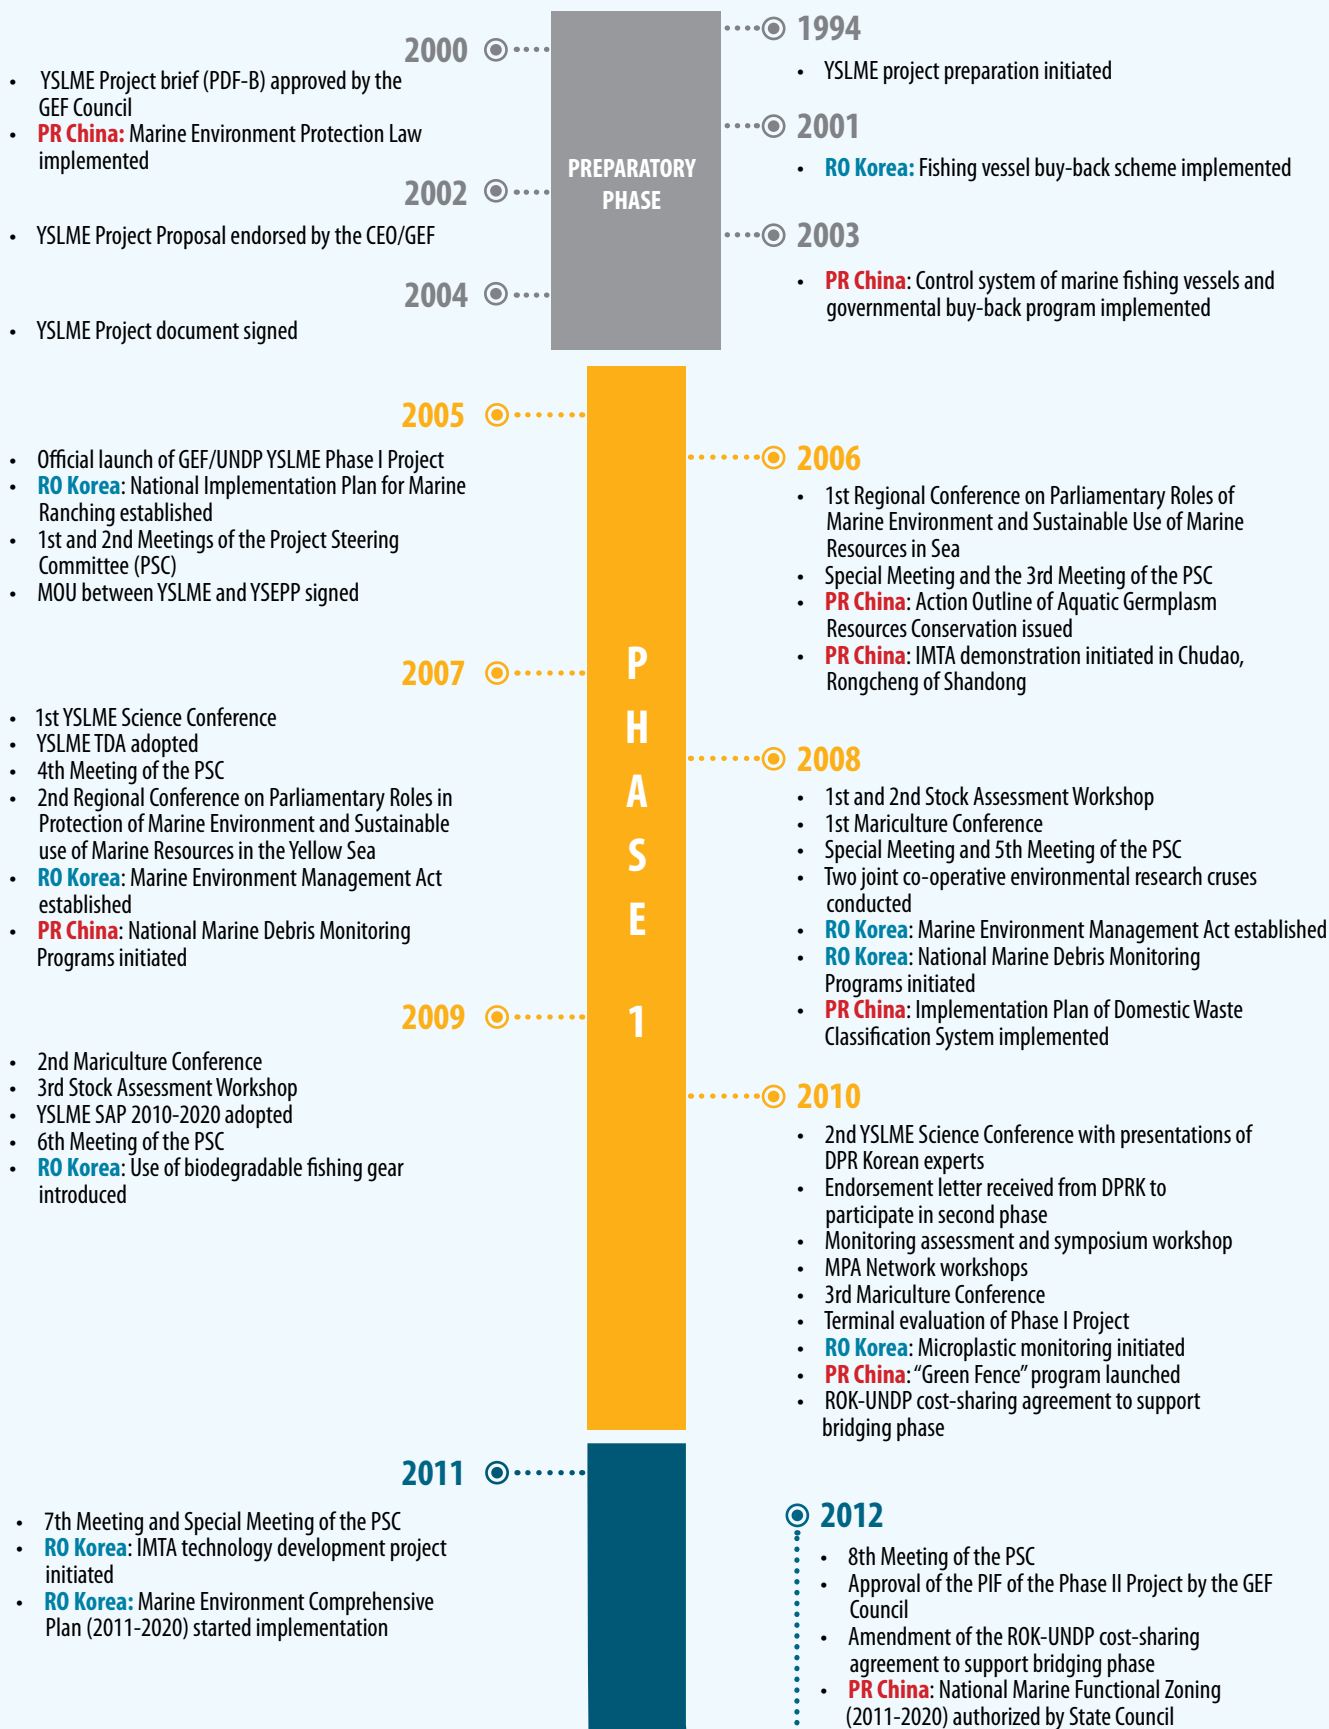 1994
• YSLME project preparation initiated
2000
• YSLME Project brief (PDF-B) approved by the
GEF Council
• PR China: Marine Environment Protection Law
implemented
2001
• RO Korea: Fishing vessel buy-back scheme implemented
PREPARATORY
PHASE
2002
• YSLME Project Proposal endorsed by the CEO/GEF
2003
• PR China: Control system of marine fishing vessels and
governmental buy-back program implemented
2004
• YSLME Project document signed
2005
• Official launch of GEF/UNDP YSLME Phase I Project
• RO Korea: National Implementation Plan for Marine
Ranching established
• 1st and 2nd Meetings of the Project Steering
Committee (PSC)
• MOU between YSLME and YSEPP signed
2006
• 1st Regional Conference on Parliamentary Roles of
Marine Environment and Sustainable Use of Marine
Resources in Sea
• Special Meeting and the 3rd Meeting of the PSC
• PR China: Action Outline of Aquatic Germplasm
Resources Conservation issued
• PR China: IMTA demonstration initiated in Chudao,
Rongcheng of Shandong
P
H
A
S
E
1
2007
• 1st YSLME Science Conference
• YSLME TDA adopted
• 4th Meeting of the PSC
• 2nd Regional Conference on Parliamentary Roles in
Protection of Marine Environment and Sustainable
use of Marine Resources in the Yellow Sea
• RO Korea: Marine Environment Management Act
established
• PR China: National Marine Debris Monitoring
Programs initiated
2008
• 1st and 2nd Stock Assessment Workshop
• 1st Mariculture Conference
• Special Meeting and 5th Meeting of the PSC
• Two joint co-operative environmental research cruses
conducted
• RO Korea: Marine Environment Management Act established
• RO Korea: National Marine Debris Monitoring
Programs initiated
• PR China: Implementation Plan of Domestic Waste
Classification System implemented
2009
• 2nd Mariculture Conference
• 3rd Stock Assessment Workshop
• YSLME SAP 2010-2020 adopted
• 6th Meeting of the PSC
• RO Korea: Use of biodegradable fishing gear
introduced
2010
• 2nd YSLME Science Conference with presentations of
DPR Korean experts
• Endorsement letter received from DPRK to
participate in second phase
• Monitoring assessment and symposium workshop
• MPA Network workshops
• 3rd Mariculture Conference
• Terminal evaluation of Phase I Project
• RO Korea: Microplastic monitoring initiated
• PR China: “Green Fence” program launched
• ROK-UNDP cost-sharing agreement to support
bridging phase
2011
• 7th Meeting and Special Meeting of the PSC
• RO Korea: IMTA technology development project
initiated
• RO Korea: Marine Environment Comprehensive
Plan (2011-2020) started implementation
2012
• 8th Meeting of the PSC
• Approval of the PIF of the Phase II Project by the GEF
Council
• Amendment of the ROK-UNDP cost-sharing
agreement to support bridging phase
• PR China: National Marine Functional Zoning
(2011-2020) authorized by State Council